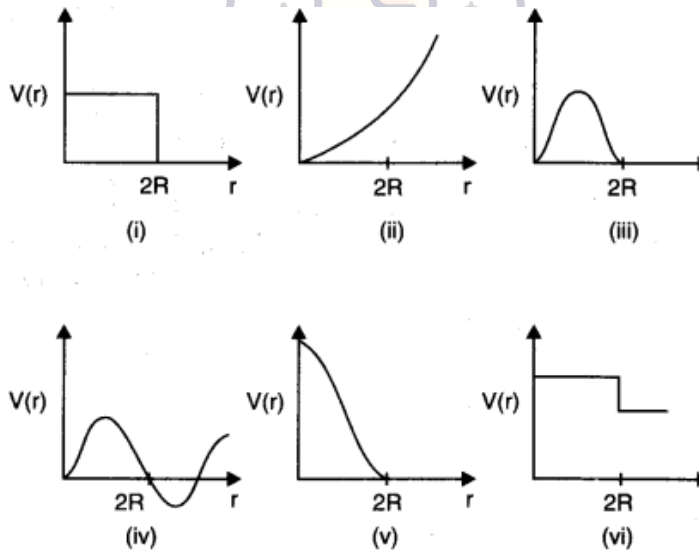 V(r) V(r) V(r)
2R r 2R r 2R
(i) (ii) (iii)
V(r) V(r) V(r)
2R r 2R r 2R
(iv) (v) (vi)